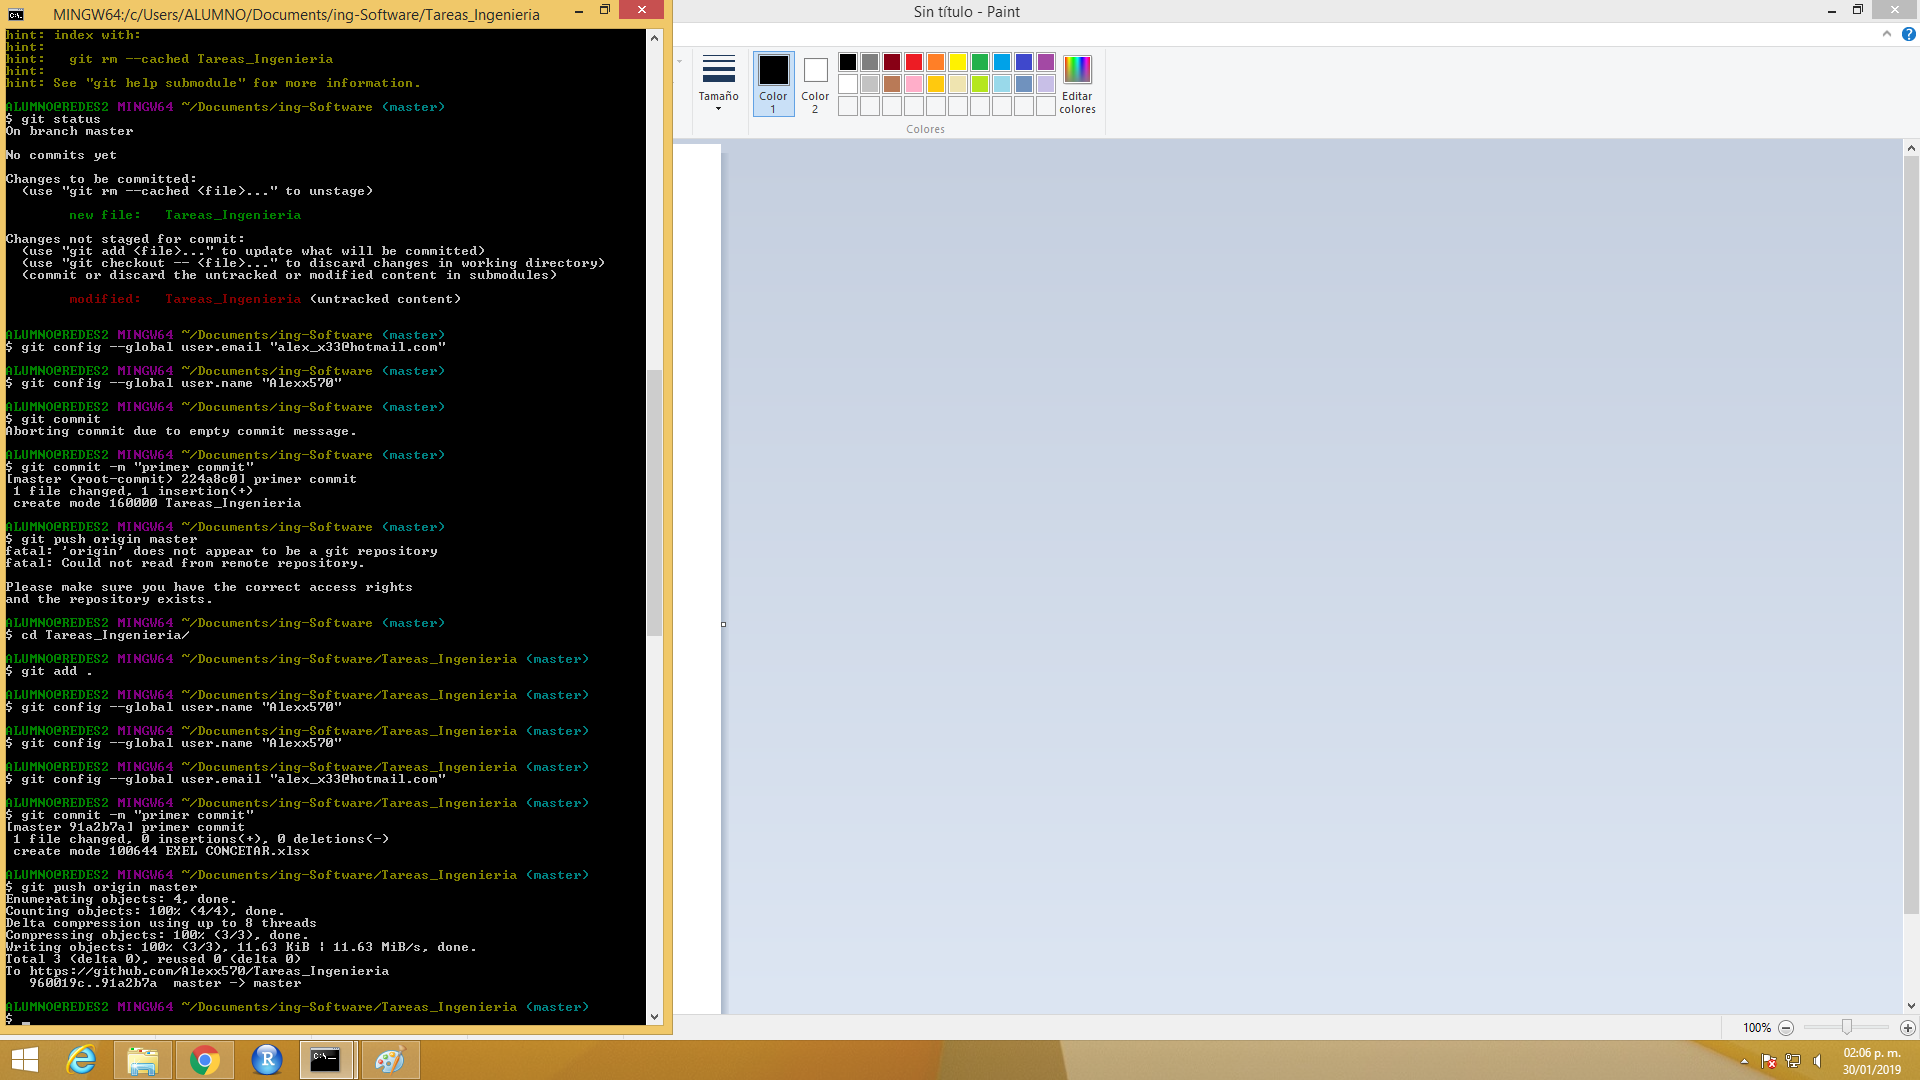 MINGW64:/c/Users/ALUMNO/Documents/ing-Software/Tareas_Ingenieria
hint: index with:
hint:
hint:   git rm --cached Tareas_Ingenieria
hint:
hint: See "git help submodule" for more information.
ALUMNO@REDES2 MINGW64 ~/Documents/ing-Software (master)
$ git status
On branch master
No commits yet
Changes to be committed:
  (use "git rm --cached <file>..." to unstage)
        new file:   Tareas_Ingenieria
Changes not staged for commit:
  (use "git add <file>..." to update what will be committed)
  (use "git checkout -- <file>..." to discard changes in working directory)
  (commit or discard the untracked or modified content in submodules)
        modified:   Tareas_Ingenieria (untracked content)
ALUMNO@REDES2 MINGW64 ~/Documents/ing-Software (master)
$ git config --global user.email "alex_x33@hotmail.com"
ALUMNO@REDES2 MINGW64 ~/Documents/ing-Software (master)
$ git config --global user.name "Alexx570"
ALUMNO@REDES2 MINGW64 ~/Documents/ing-Software (master)
$ git commit
Aborting commit due to empty commit message.
ALUMNO@REDES2 MINGW64 ~/Documents/ing-Software (master)
$ git commit -m "primer commit"
[master (root-commit) 224a8c0] primer commit
 1 file changed, 1 insertion(+)
 create mode 160000 Tareas_Ingenieria
ALUMNO@REDES2 MINGW64 ~/Documents/ing-Software (master)
$ git push origin master
fatal: 'origin' does not appear to be a git repository
fatal: Could not read from remote repository.
Please make sure you have the correct access rights
and the repository exists.
ALUMNO@REDES2 MINGW64 ~/Documents/ing-Software (master)
$ cd Tareas_Ingenieria/
ALUMNO@REDES2 MINGW64 ~/Documents/ing-Software/Tareas_Ingenieria (master)
$ git add .
ALUMNO@REDES2 MINGW64 ~/Documents/ing-Software/Tareas_Ingenieria (master)
$ git config --global user.name "Alexx570"
ALUMNO@REDES2 MINGW64 ~/Documents/ing-Software/Tareas_Ingenieria (master)
$ git config --global user.name "Alexx570"
ALUMNO@REDES2 MINGW64 ~/Documents/ing-Software/Tareas_Ingenieria (master)
$ git config --global user.email "alex_x33@hotmail.com"
ALUMNO@REDES2 MINGW64 ~/Documents/ing-Software/Tareas_Ingenieria (master)
$ git commit -m "primer commit"
[master 91a2b7a] primer commit
 1 file changed, 0 insertions(+), 0 deletions(-)
 create mode 100644 EXEL CONCETAR.xlsx
ALUMNO@REDES2 MINGW64 ~/Documents/ing-Software/Tareas_Ingenieria (master)
$ git push origin master
Enumerating objects: 4, done.
Counting objects: 100% (4/4), done.
Delta compression using up to 8 threads
Compressing objects: 100% (3/3), done.
Writing objects: 100% (3/3), 11.63 KiB | 11.63 MiB/s, done.
Total 3 (delta 0), reused 0 (delta 0)
To https://github.com/Alexx570/Tareas_Ingenieria
   960019c..91a2b7a  master -> master
ALUMNO@REDES2 MINGW64 ~/Documents/ing-Software/Tareas_Ingenieria (master)
$
Sin título - Paint
Tamaño
Color
1
Color
2
Editar
colores
Colores
100%
02:06 p. m.
30/01/2019